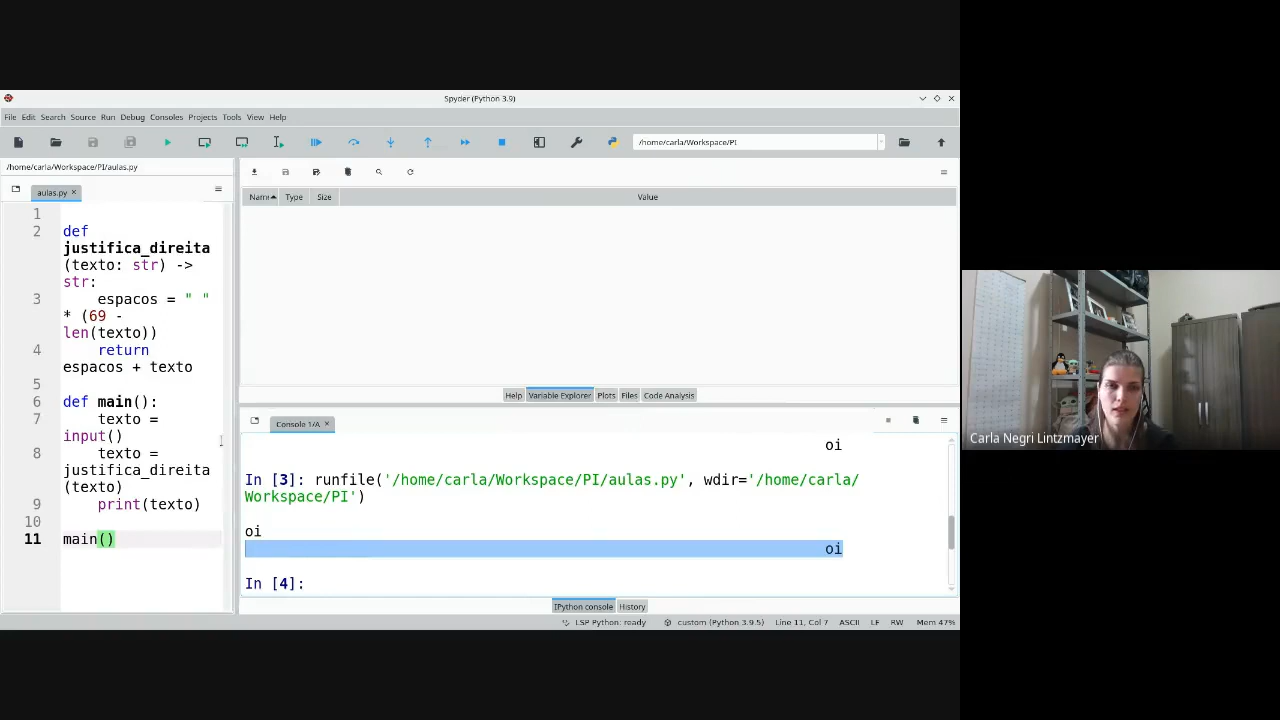 Spyder (Python 3.9)
File Edit Search Source Run Debug Consoles Projects Tools View Help
/home/carla/Workspace/PI
/home/carla/Workspace/PI/aulas.py
aulas.py
Name Type Size Value
1
2 def
justifica_direita
(texto: str) ->
str:
3 espacos = " "
* (69 -
len(texto))
4 return
espacos + texto
5
6 def main():
7 texto =
input()
8 texto =
justifica_direita
(texto)
9 print(texto)
10
11 main()
Help Variable Explorer Plots Files Code Analysis
Console 1/A
oi
In [3]: runfile('/home/carla/Workspace/PI/aulas.py', wdir='/home/carla/
Workspace/PI')
oi
oi
In [4]:
IPython console History
LSP Python: ready custom (Python 3.9.5) Line 11, Col 7 ASCII LF RW Mem 47%
Carla Negri Lintzmayer